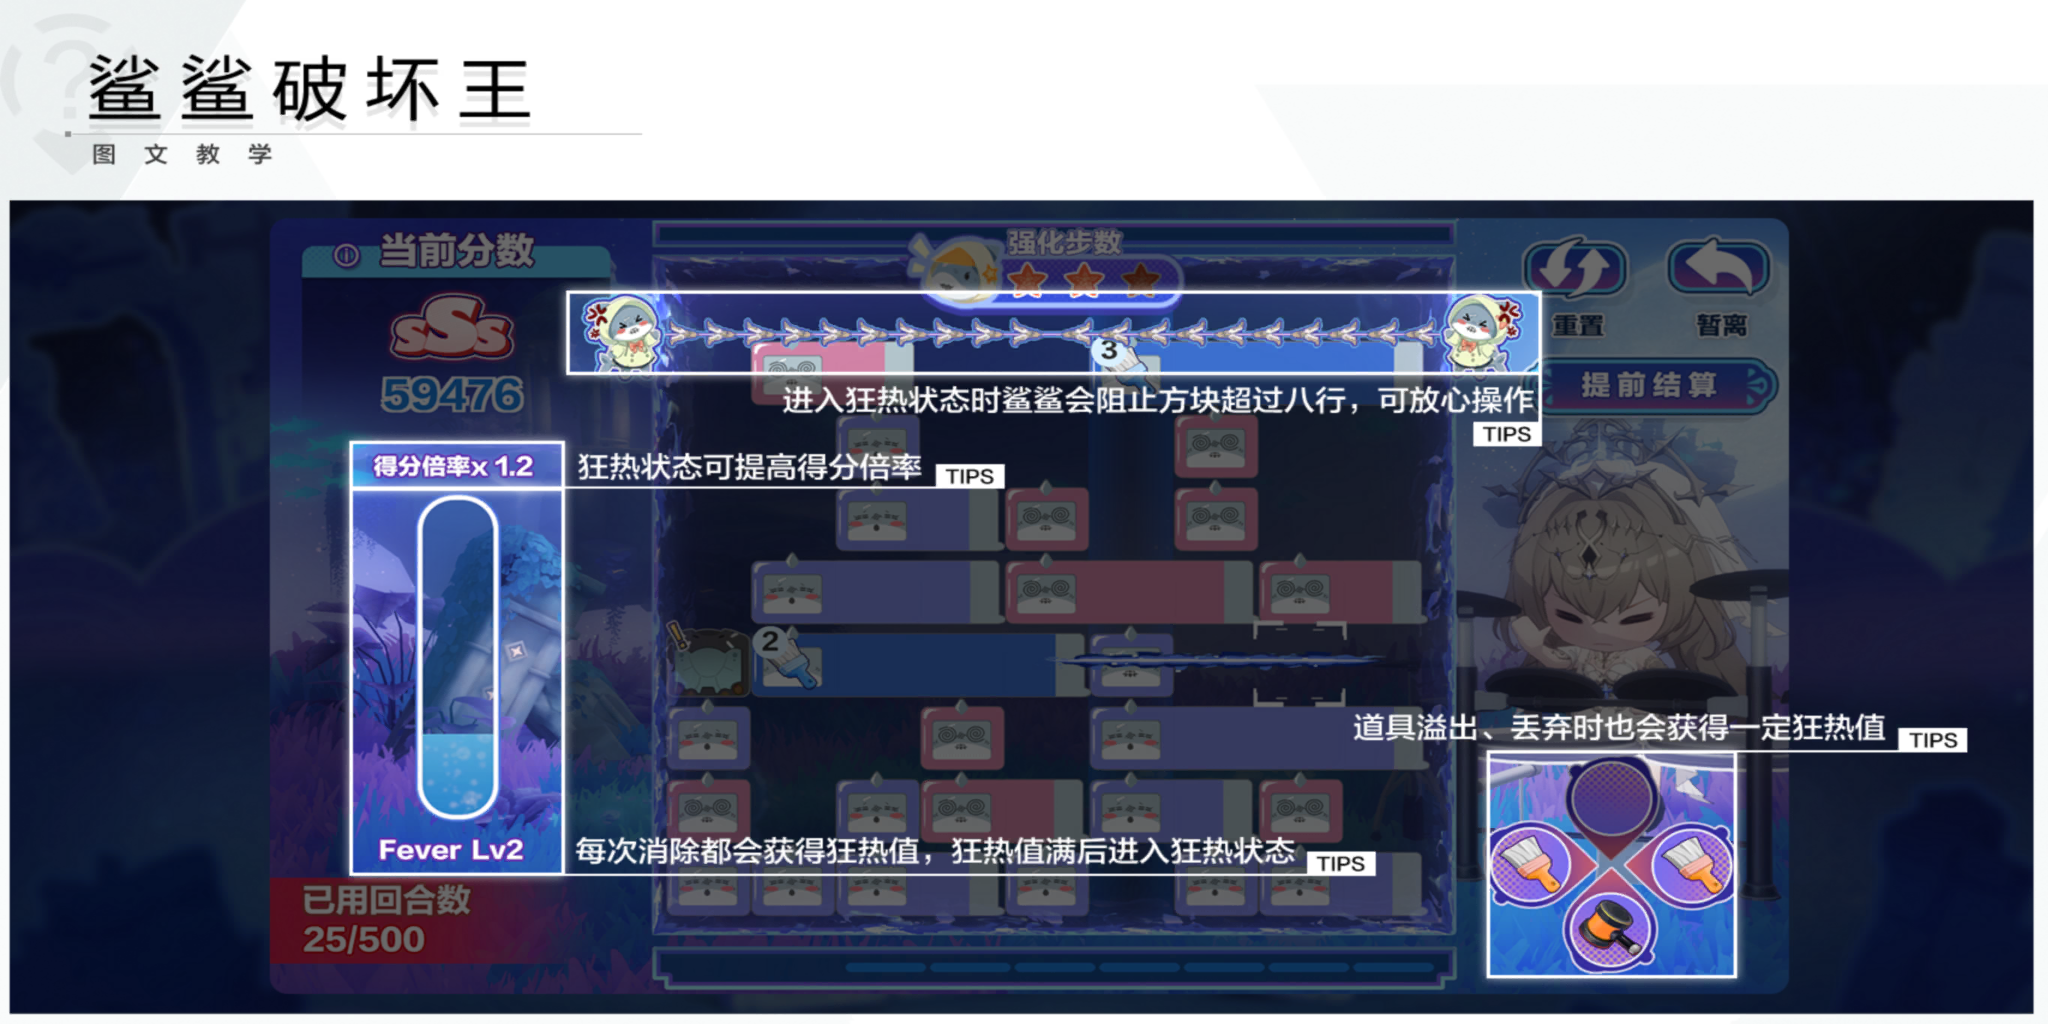 鲨鲨破坏王
图文教学
当前分数
强化步数
SSS
59476
重置
暂离
3
进入狂热状态时鲨鲨会阻止方块超过八行，可放心操作
TIPS
提前结算
得分倍率x 1.2
狂热状态可提高得分倍率
TIPS
2
道具溢出、丢弃时也会获得一定狂热值
TIPS
Fever Lv2
每次消除都会获得狂热值，狂热值满后进入狂热状态
TIPS
已用回合数
25/500